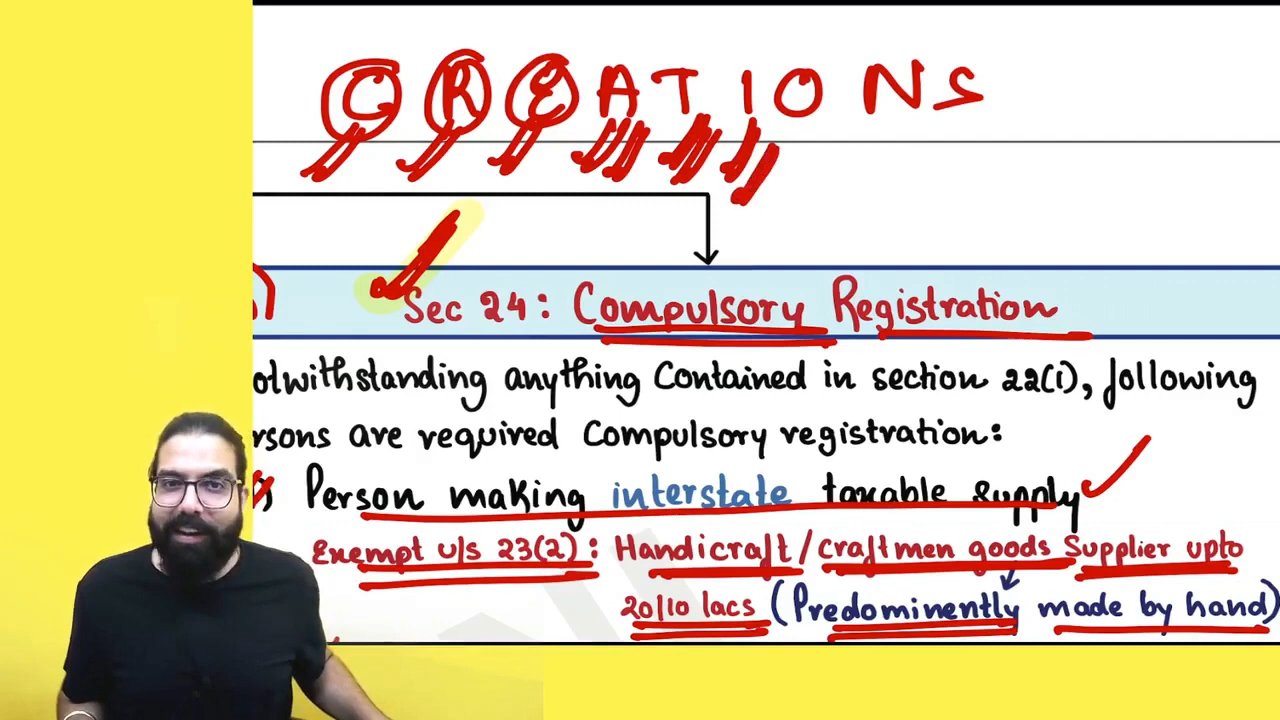 CREATIONS
Sec 24: Compulsory Registration
otwithstanding anything Contained in section 22(1), following
rsons are required Compulsory registration:
Person making interstate taxable supply
Exempt u/s 23(2): Handicraft/craftmen goods Supplier upto
20/10 lacs (Predominently made by hand)